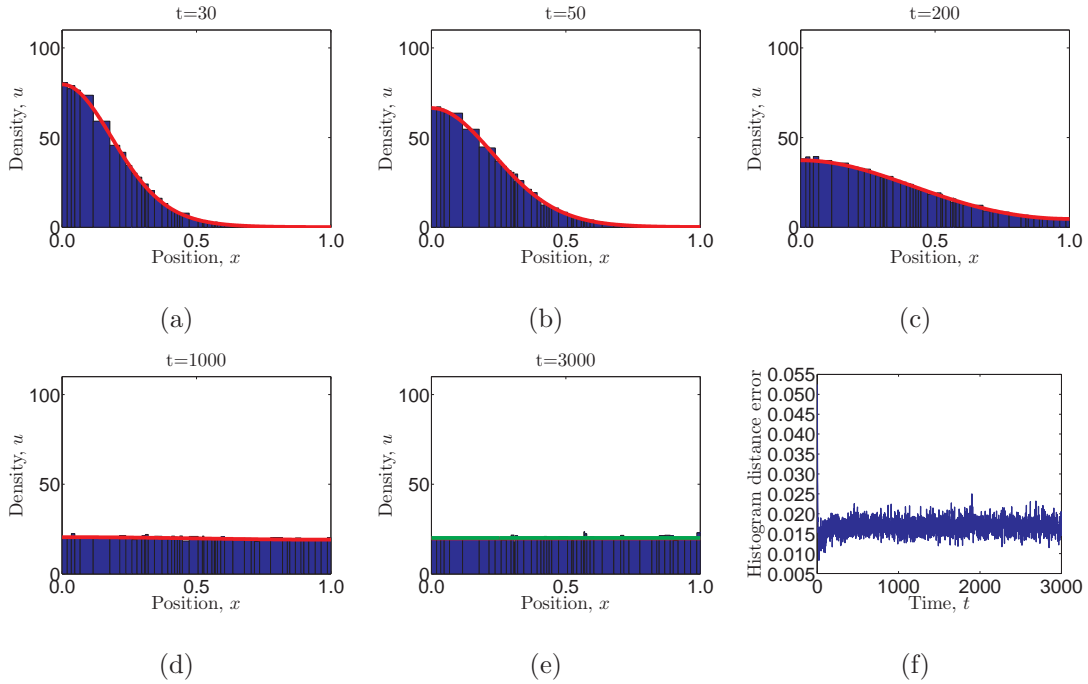 t=30
100
50
0
0.0 0.5 1.0
Density, u
Position, x
(a)
t=50
100
50
0
0.0 0.5 1.0
Density, u
Position, x
(b)
t=200
100
50
0
0.0 0.5 1.0
Density, u
Position, x
(c)
t=1000
100
50
0
0.0 0.5 1.0
Density, u
Position, x
(d)
t=3000
100
50
0
0.0 0.5 1.0
Density, u
Position, x
(e)
0.055
0.050
0.045
0.040
0.035
0.030
0.025
0.020
0.015
0.010
0.005
0 1000 2000 3000
Histogram distance error
Time, t
(f)